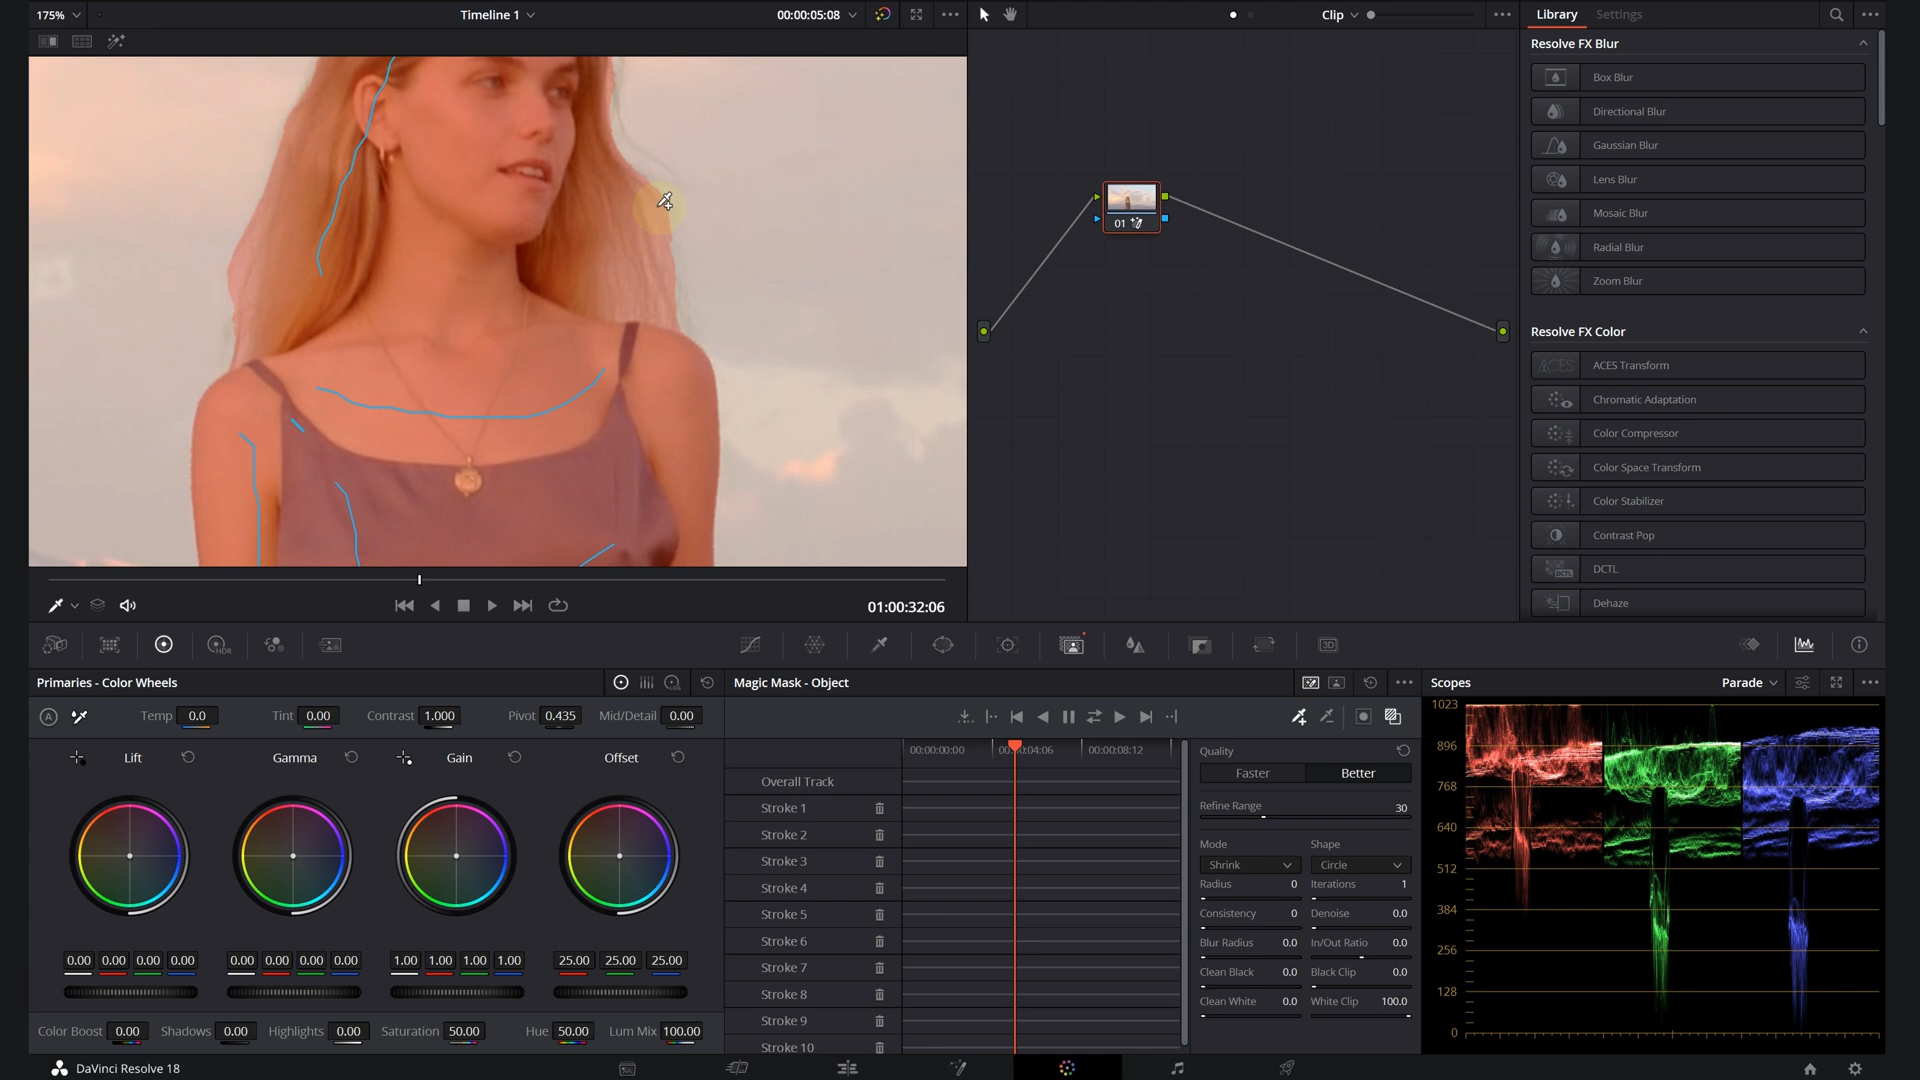 175%
Timeline 1
00:00:05:08
Clip
Library
Settings
Resolve FX Blur
Box Blur
Directional Blur
Gaussian Blur
Lens Blur
Mosaic Blur
Radial Blur
Zoom Blur
Resolve FX Color
ACES
ACES Transform
Chromatic Adaptation
Color Compressor
Color Space Transform
Color Stabilizer
Contrast Pop
DCTL
DCTL
Dehaze
01
01:00:32:06
HDR
3D
Primaries - Color Wheels
LOG
A
Temp 0.0
Tint 0.00
Contrast 1.000
Pivot 0.435
Mid/Detail 0.00
Lift
Gamma
Gain
Offset
0.00 0.00 0.00 0.00
0.00 0.00 0.00 0.00
1.00 1.00 1.00 1.00
25.00 25.00 25.00
Color Boost 0.00
Shadows 0.00
Highlights 0.00
Saturation 50.00
Hue 50.00
Lum Mix 100.00
Magic Mask - Object
00:00:00:00
00:00:08:12
Overall Track
Stroke 1
Stroke 2
Stroke 3
Stroke 4
Stroke 5
Stroke 6
Stroke 7
Stroke 8
Stroke 9
Stroke 10
Quality
Faster
Better
Refine Range 30
Mode
Shape
Shrink
Circle
Radius 0
Iterations 1
Consistency 0
Denoise 0.0
Blur Radius 0.0
In/Out Ratio 0.0
Clean Black 0.0
Black Clip 0.0
Clean White 0.0
White Clip 100.0
Scopes
Parade
1023
896
768
640
512
384
256
128
0
DaVinci Resolve 18